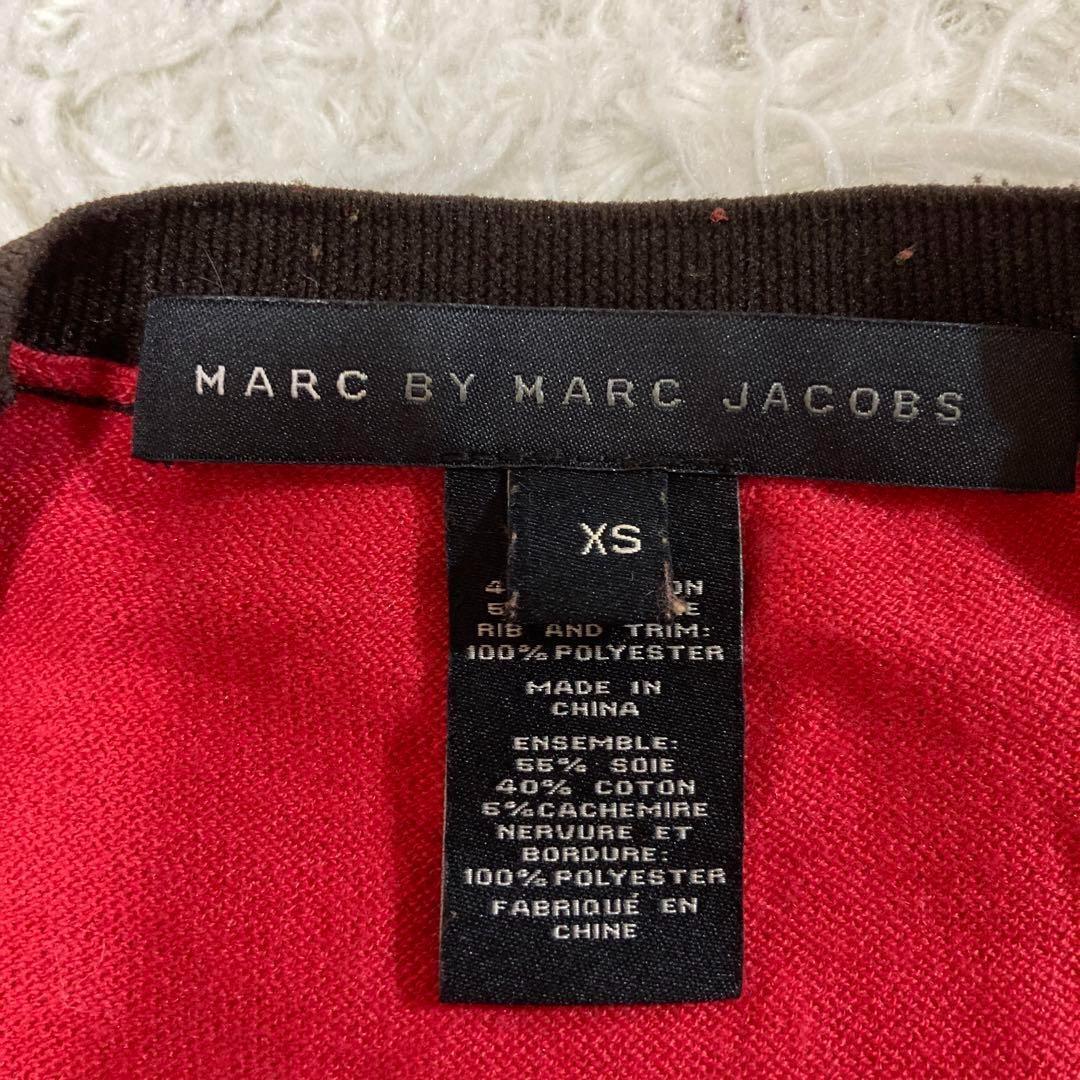 MARC BY MARC JACOBS
XS
RIB AND TRIM:
100% POLYESTER
MADE IN
CHINA
ENSEMBLE:
55% SOIE
40% COTON
5% CACHEMIRE
NERVURE ET
BORDURE:
100% POLYESTER
FABRIQUÉ EN
CHINE